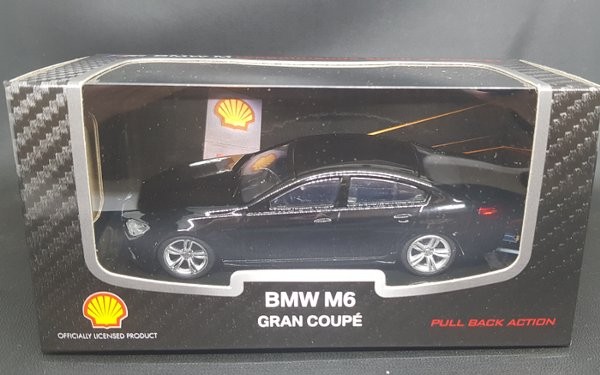 BMW M6
GRAN COUPÉ
OFFICIALLY LICENSED PRODUCT
PULL BACK ACTION